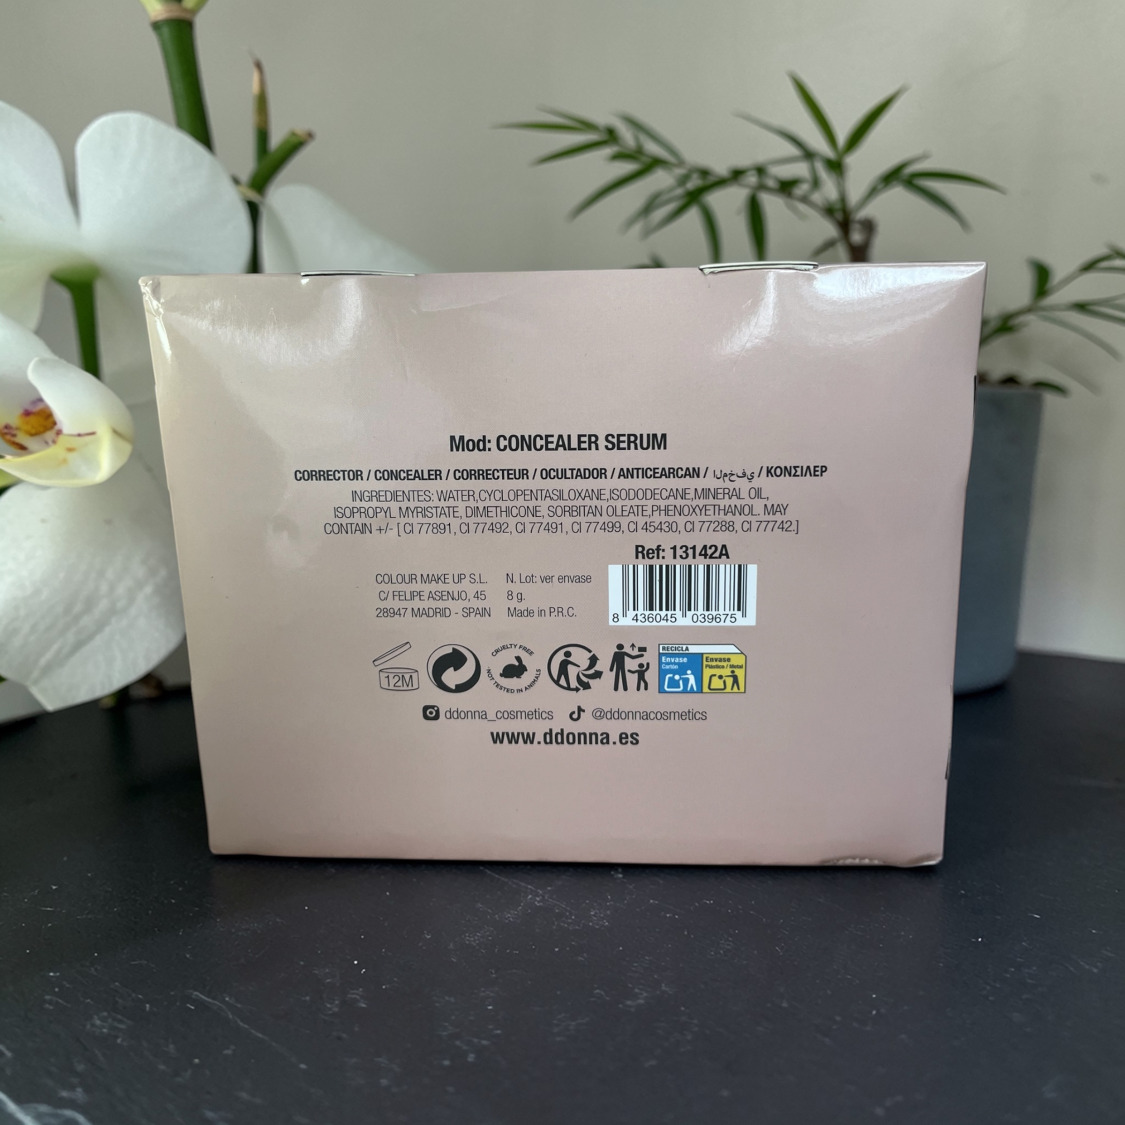 Mod: CONCEALER SERUM
CORRECTOR / CONCEALER / CORRECTEUR / OCULTADOR / ANTICEARCAN / المخفي / ΚΟΝΣΙΛΕΡ
INGREDIENTES: WATER,CYCLOPENTASILOXANE,ISODODECANE,MINERAL OIL,
ISOPROPYL MYRISTATE, DIMETHICONE, SORBITAN OLEATE,PHENOXYETHANOL. MAY
CONTAIN +/- [ CI 77891, CI 77492, CI 77491, CI 77499, CI 45430, CI 77288, CI 77742.]
Ref: 13142A
COLOUR MAKE UP S.L.
C/ FELIPE ASENJO, 45
28947 MADRID - SPAIN
N. Lot: ver envase
8 g.
Made in P.R.C.
8 436045 039675
12M
CRUELTY FREE
NOT TESTED IN ANIMALS
RECICLA
Envase
Cartón
Envase
Plástico / Metal
ddonna_cosmetics
@ddonnacosmetics
www.ddonna.es